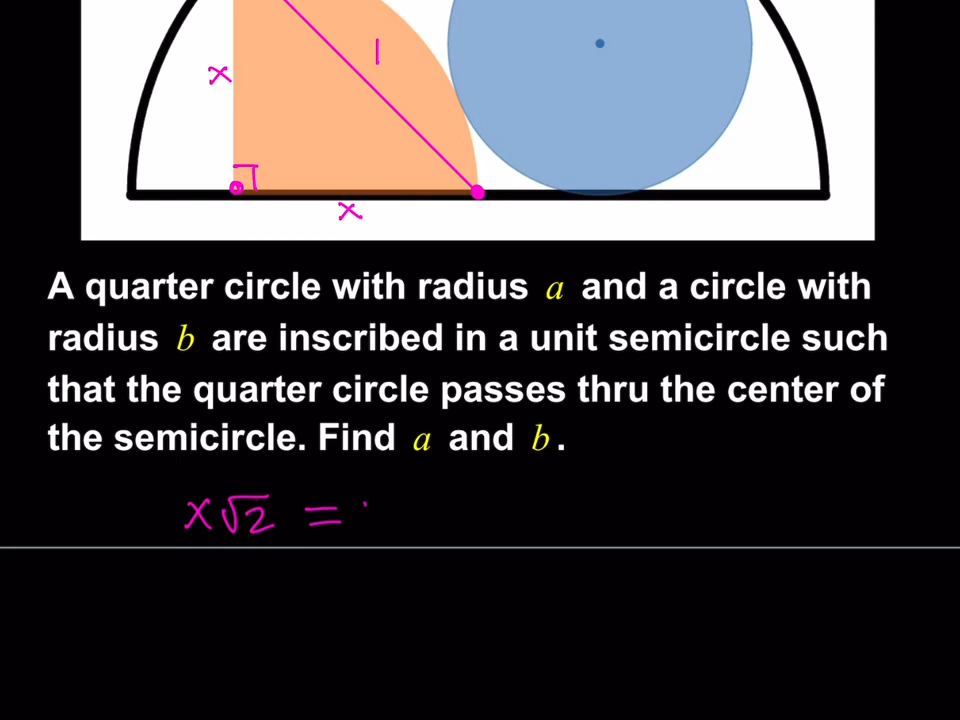 x
1
x
A quarter circle with radius a and a circle with
radius b are inscribed in a unit semicircle such
that the quarter circle passes thru the center of
the semicircle. Find a and b.
x√2 =